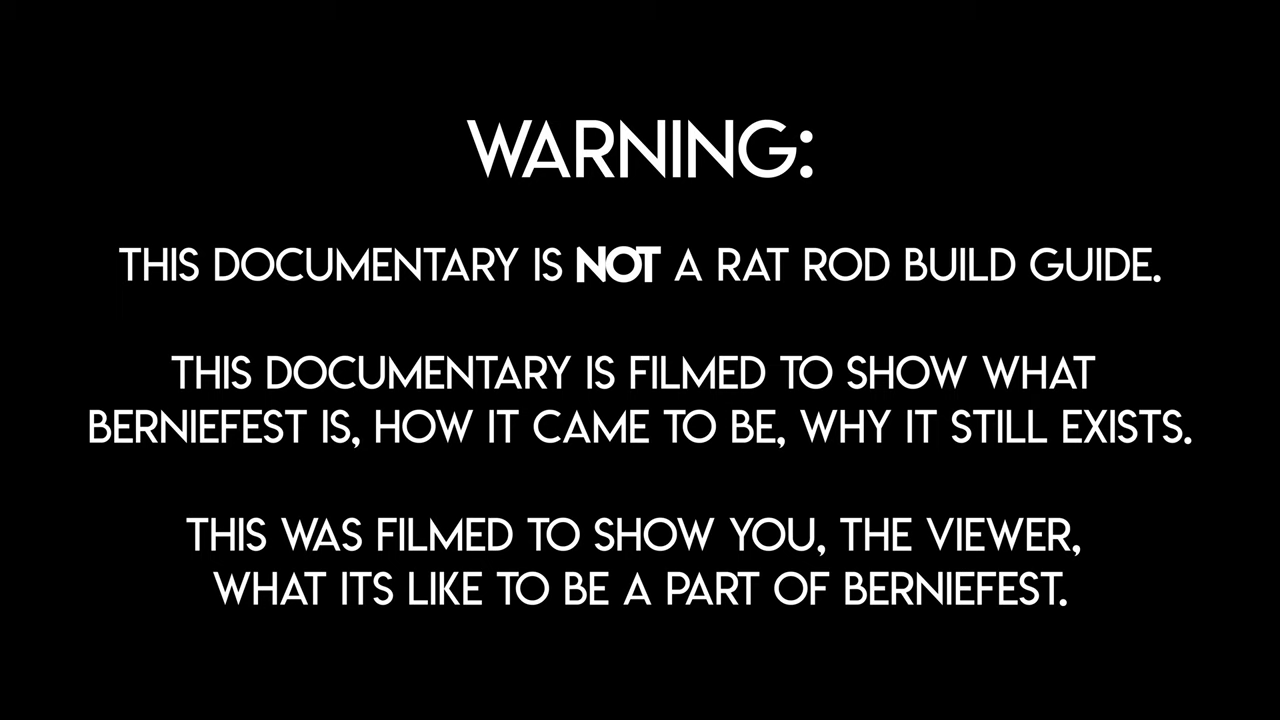 WARNING:
THIS DOCUMENTARY IS NOT A RAT ROD BUILD GUIDE.
THIS DOCUMENTARY IS FILMED TO SHOW WHAT
BERNIEFEST IS, HOW IT CAME TO BE, WHY IT STILL EXISTS.
THIS WAS FILMED TO SHOW YOU, THE VIEWER,
WHAT ITS LIKE TO BE A PART OF BERNIEFEST.